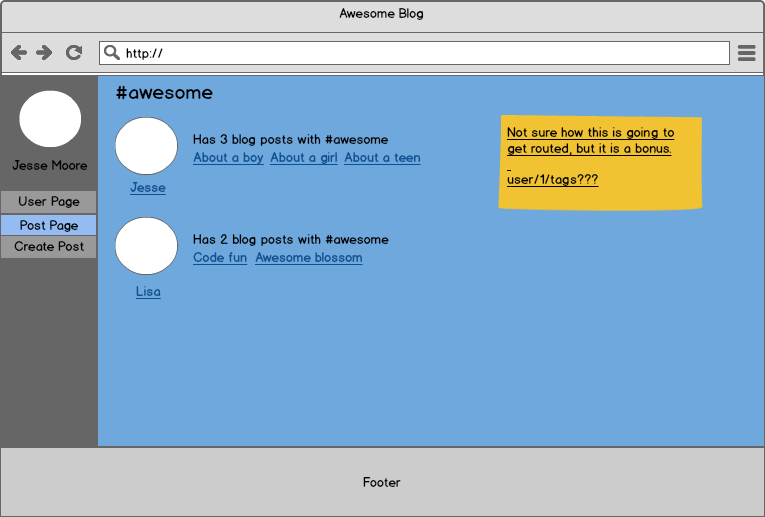 Awesome Blog
http://
#awesome
Jesse Moore
User Page
Post Page
Create Post
Has 3 blog posts with #awesome
About a boy About a girl About a teen
Jesse
Has 2 blog posts with #awesome
Code fun Awesome blossom
Lisa
Not sure how this is going to
get routed, but it is a bonus.
user/1/tags???
Footer